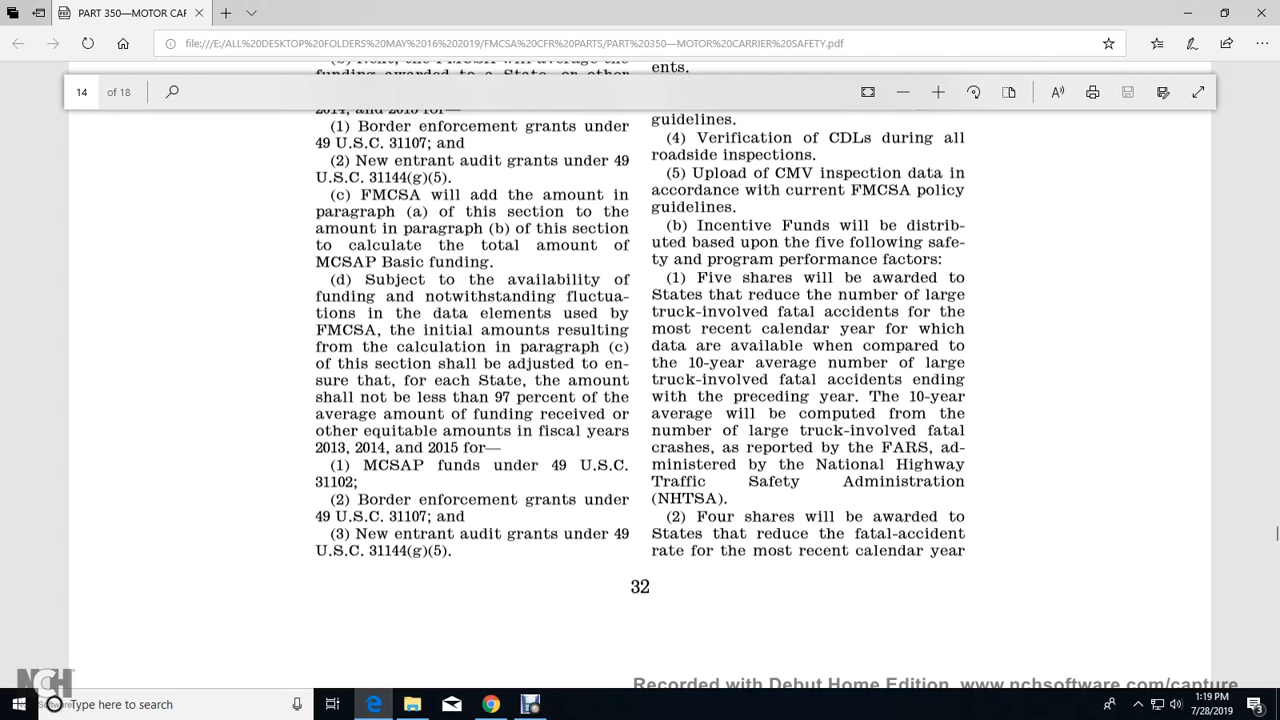 PART 350—MOTOR CAF
file:///E:/ALL%20DESKTOP%20FOLDERS%20MAY%2016%202019/FMCSA%20CFR%20PARTS/PART%20350—MOTOR%20CARRIER%20SAFETY.pdf
14 of 18
funding awarded to a State, or other
2014, and 2015 for—
(1) Border enforcement grants under
49 U.S.C. 31107; and
(2) New entrant audit grants under 49
U.S.C. 31144(g)(5).
(c) FMCSA will add the amount in
paragraph (a) of this section to the
amount in paragraph (b) of this section
to calculate the total amount of
MCSAP Basic funding.
(d) Subject to the availability of
funding and notwithstanding fluctua-
tions in the data elements used by
FMCSA, the initial amounts resulting
from the calculation in paragraph (c)
of this section shall be adjusted to en-
sure that, for each State, the amount
shall not be less than 97 percent of the
average amount of funding received or
other equitable amounts in fiscal years
2013, 2014, and 2015 for—
(1) MCSAP funds under 49 U.S.C.
31102;
(2) Border enforcement grants under
49 U.S.C. 31107; and
(3) New entrant audit grants under 49
U.S.C. 31144(g)(5).
ents.
guidelines.
(4) Verification of CDLs during all
roadside inspections.
(5) Upload of CMV inspection data in
accordance with current FMCSA policy
guidelines.
(b) Incentive Funds will be distrib-
uted based upon the five following safe-
ty and program performance factors:
(1) Five shares will be awarded to
States that reduce the number of large
truck-involved fatal accidents for the
most recent calendar year for which
data are available when compared to
the 10-year average number of large
truck-involved fatal accidents ending
with the preceding year. The 10-year
average will be computed from the
number of large truck-involved fatal
crashes, as reported by the FARS, ad-
ministered by the National Highway
Traffic Safety Administration
(NHTSA).
(2) Four shares will be awarded to
States that reduce the fatal-accident
rate for the most recent calendar year
32
NCH
Recorded with Debut Home Edition. www.nchsoftware.com/capture
Type here to search
1:19 PM
7/28/2019